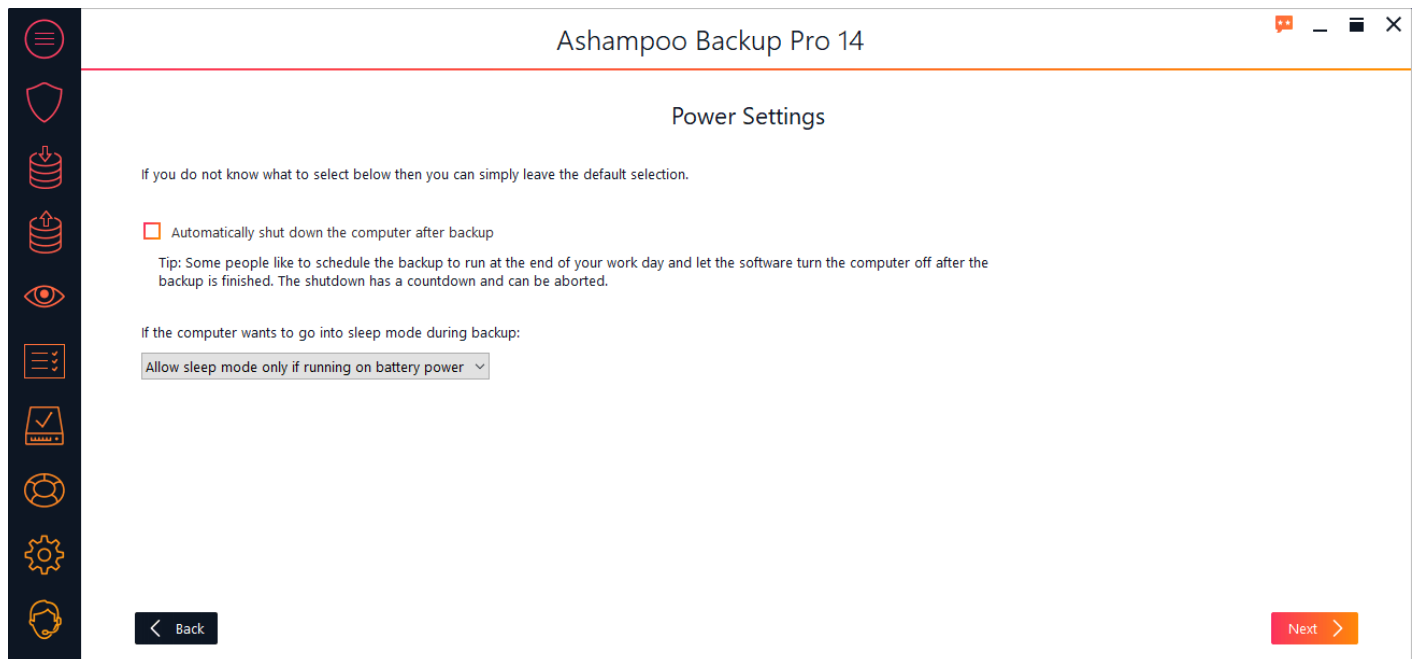 Ashampoo Backup Pro 14
Power Settings
If you do not know what to select below then you can simply leave the default selection.
Automatically shut down the computer after backup
Tip: Some people like to schedule the backup to run at the end of your work day and let the software turn the computer off after the
backup is finished. The shutdown has a countdown and can be aborted.
If the computer wants to go into sleep mode during backup:
Allow sleep mode only if running on battery power
Back
Next